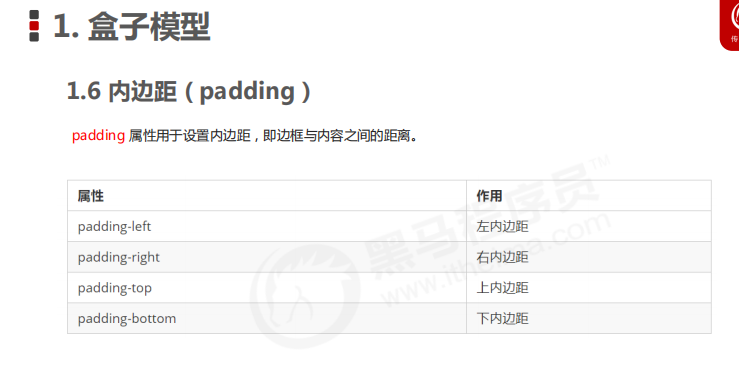 1. 盒子模型
传
1.6 内边距（padding）
padding 属性用于设置内边距，即边框与内容之间的距离。
属性 作用
padding-left 左内边距
padding-right 右内边距
padding-top 上内边距
padding-bottom 下内边距
黑马程序员™
www.itheima.com